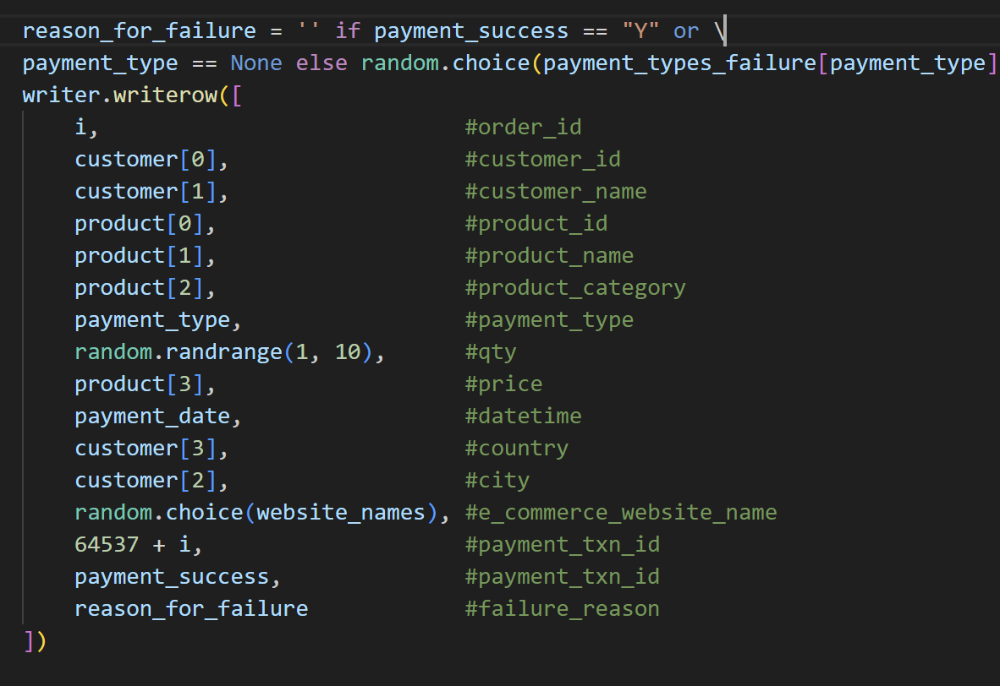 reason_for_failure = '' if payment_success == "Y" or \
payment_type == None else random.choice(payment_types_failure[payment_type]
writer.writerow([
    i,                            #order_id
    customer[0],                  #customer_id
    customer[1],                  #customer_name
    product[0],                   #product_id
    product[1],                   #product_name
    product[2],                   #product_category
    payment_type,                 #payment_type
    random.randrange(1, 10),      #qty
    product[3],                   #price
    payment_date,                 #datetime
    customer[3],                  #country
    customer[2],                  #city
    random.choice(website_names), #e_commerce_website_name
    64537 + i,                    #payment_txn_id
    payment_success,              #payment_txn_id
    reason_for_failure            #failure_reason
])